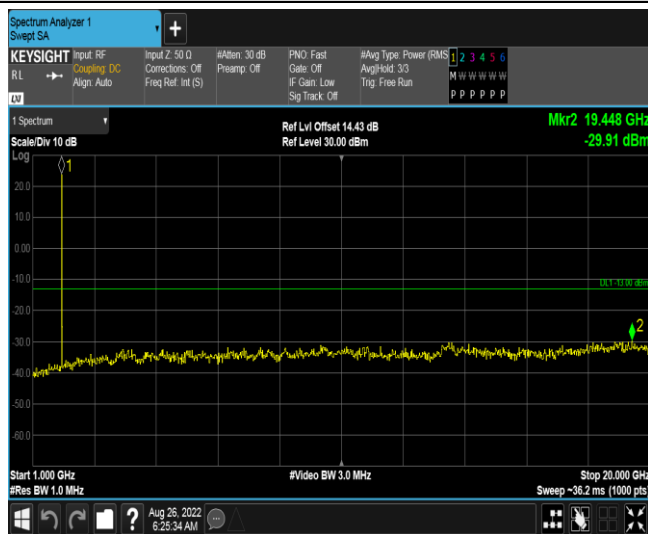 Spectrum Analyzer 1
Swept SA
+
KEYSIGHT
RL
Input: RF
Coupling: DC
Align: Auto
Input Z: 50 Ω
Corrections: Off
Freq Ref: Int (S)
#Atten: 30 dB
Preamp: Off
PNO: Fast
Gate: Off
IF Gain: Low
Sig Track: Off
#Avg Type: Power (RMS
Avg|Hold: 3/3
Trig: Free Run
1 2 3 4 5 6
M W W W W W
P P P P P P
LXI
1 Spectrum
Scale/Div 10 dB
Ref Lvl Offset 14.43 dB
Ref Level 30.00 dBm
Mkr2 19.448 GHz
-29.91 dBm
Log
1
20.0
10.0
0.00
-10.0
DL1 -13.00 dBm
2
-20.0
-30.0
-40.0
-50.0
-60.0
Start 1.000 GHz
#Video BW 3.0 MHz
Stop 20.000 GHz
#Res BW 1.0 MHz
Sweep ~36.2 ms (1000 pts)
?
Aug 26, 2022
6:25:34 AM